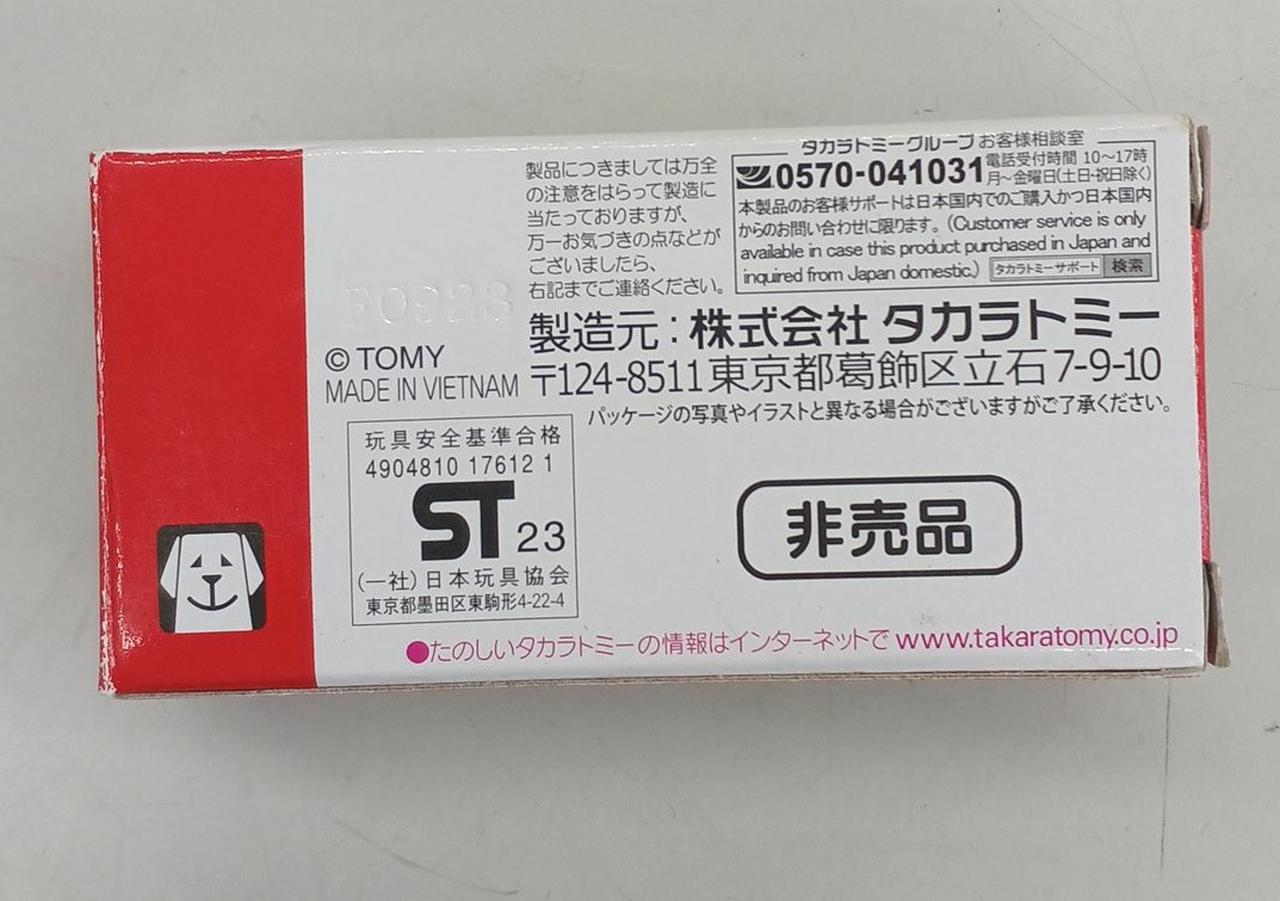 製品につきましては万全
の注意をはらって製造に
当たっておりますが、
万一お気づきの点などが
ございましたら、
右記までご連絡ください。
タカラトミーグループ お客様相談室
0570-041031 電話受付時間 10〜17時
月〜金曜日(土日・祝日除く)
本製品のお客様サポートは日本国内でのご購入かつ日本国内
からのお問い合わせに限ります。(Customer service is only
available in case this product purchased in Japan and
inquired from Japan domestic.) タカラトミーサポート 検索
F0923
© TOMY
MADE IN VIETNAM
製造元:株式会社 タカラトミー
〒124-8511 東京都葛飾区立石 7-9-10
パッケージの写真やイラストと異なる場合がございますがご了承ください。
玩具安全基準合格
4904810 17612 1
ST 23
(一社)日本玩具協会
東京都墨田区東駒形4-22-4
非売品
●たのしいタカラトミーの情報はインターネットで www.takaratomy.co.jp